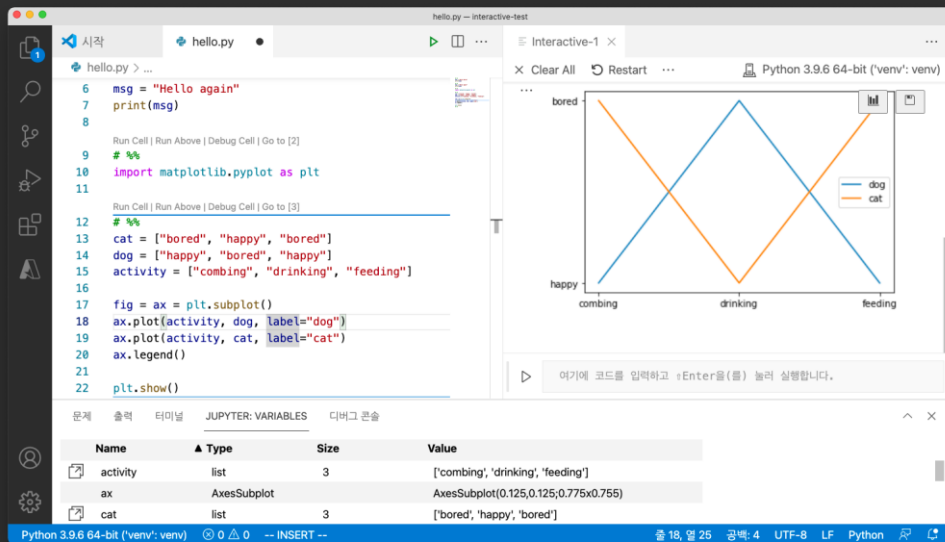 hello.py — interactive-test
시작
hello.py
Interactive-1
1
hello.py > ...
Clear All Restart ... Python 3.9.6 64-bit ('venv': venv)
6 msg = "Hello again"
7 print(msg)
8
Run Cell | Run Above | Debug Cell | Go to [2]
9 # %%
10 import matplotlib.pyplot as plt
11
Run Cell | Run Above | Debug Cell | Go to [3]
12 # %%
13 cat = ["bored", "happy", "bored"]
14 dog = ["happy", "bored", "happy"]
15 activity = ["combing", "drinking", "feeding"]
16
17 fig = ax = plt.subplot()
18 ax.plot(activity, dog, label="dog")
19 ax.plot(activity, cat, label="cat")
20 ax.legend()
21
22 plt.show()
bored
dog
cat
happy
combing drinking feeding
여기에 코드를 입력하고 ⇧Enter을(를) 눌러 실행합니다.
문제 출력 터미널 JUPYTER: VARIABLES 디버그 콘솔
Name ▲ Type Size Value
activity list 3 ['combing', 'drinking', 'feeding']
ax AxesSubplot AxesSubplot(0.125,0.125;0.775x0.755)
cat list 3 ['bored', 'happy', 'bored']
Python 3.9.6 64-bit ('venv': venv) 0 0 -- INSERT -- 줄 18, 열 25 공백: 4 UTF-8 LF Python